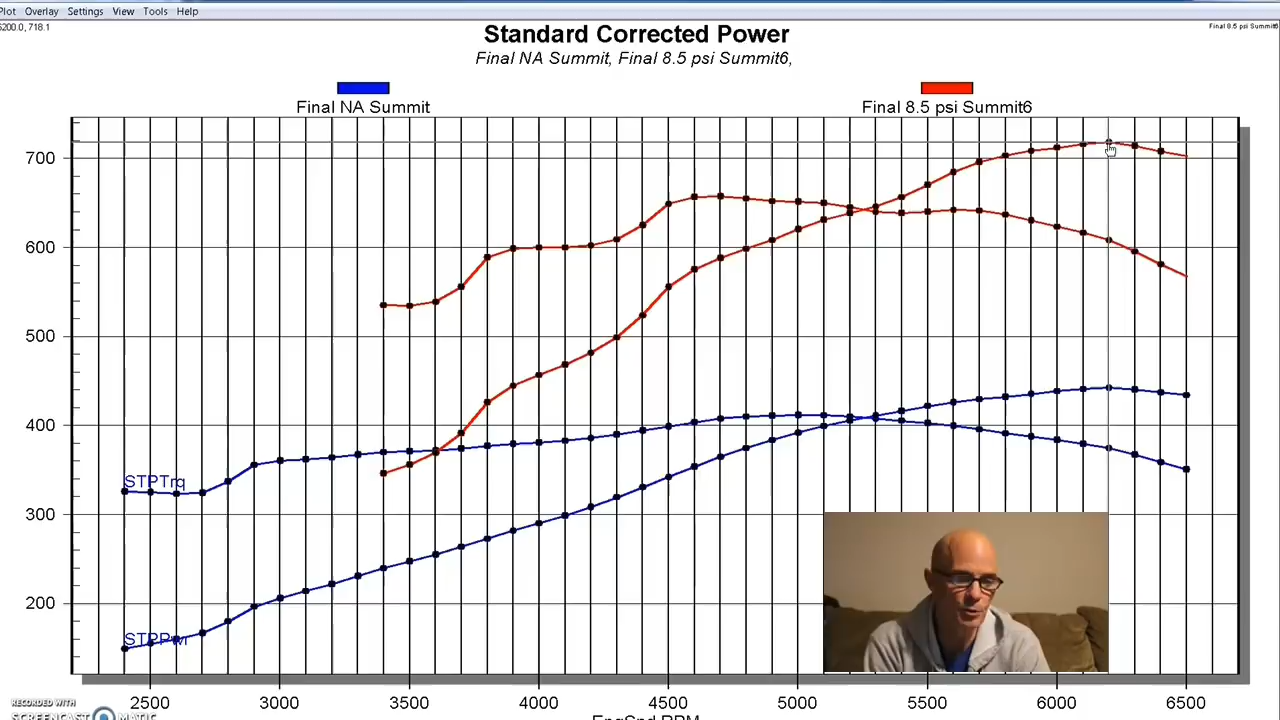 Plot Overlay Settings View Tools Help
6200.0, 718.1
Final 8.5 psi Summit6
Standard Corrected Power
Final NA Summit, Final 8.5 psi Summit6,
Final NA Summit
Final 8.5 psi Summit6
700
600
500
400
300
200
STPTrq
STPPwr
2500 3000 3500 4000 4500 5000 5500 6000 6500
EngSpd RPM
RECORDED WITH
SCREENCAST MATIC